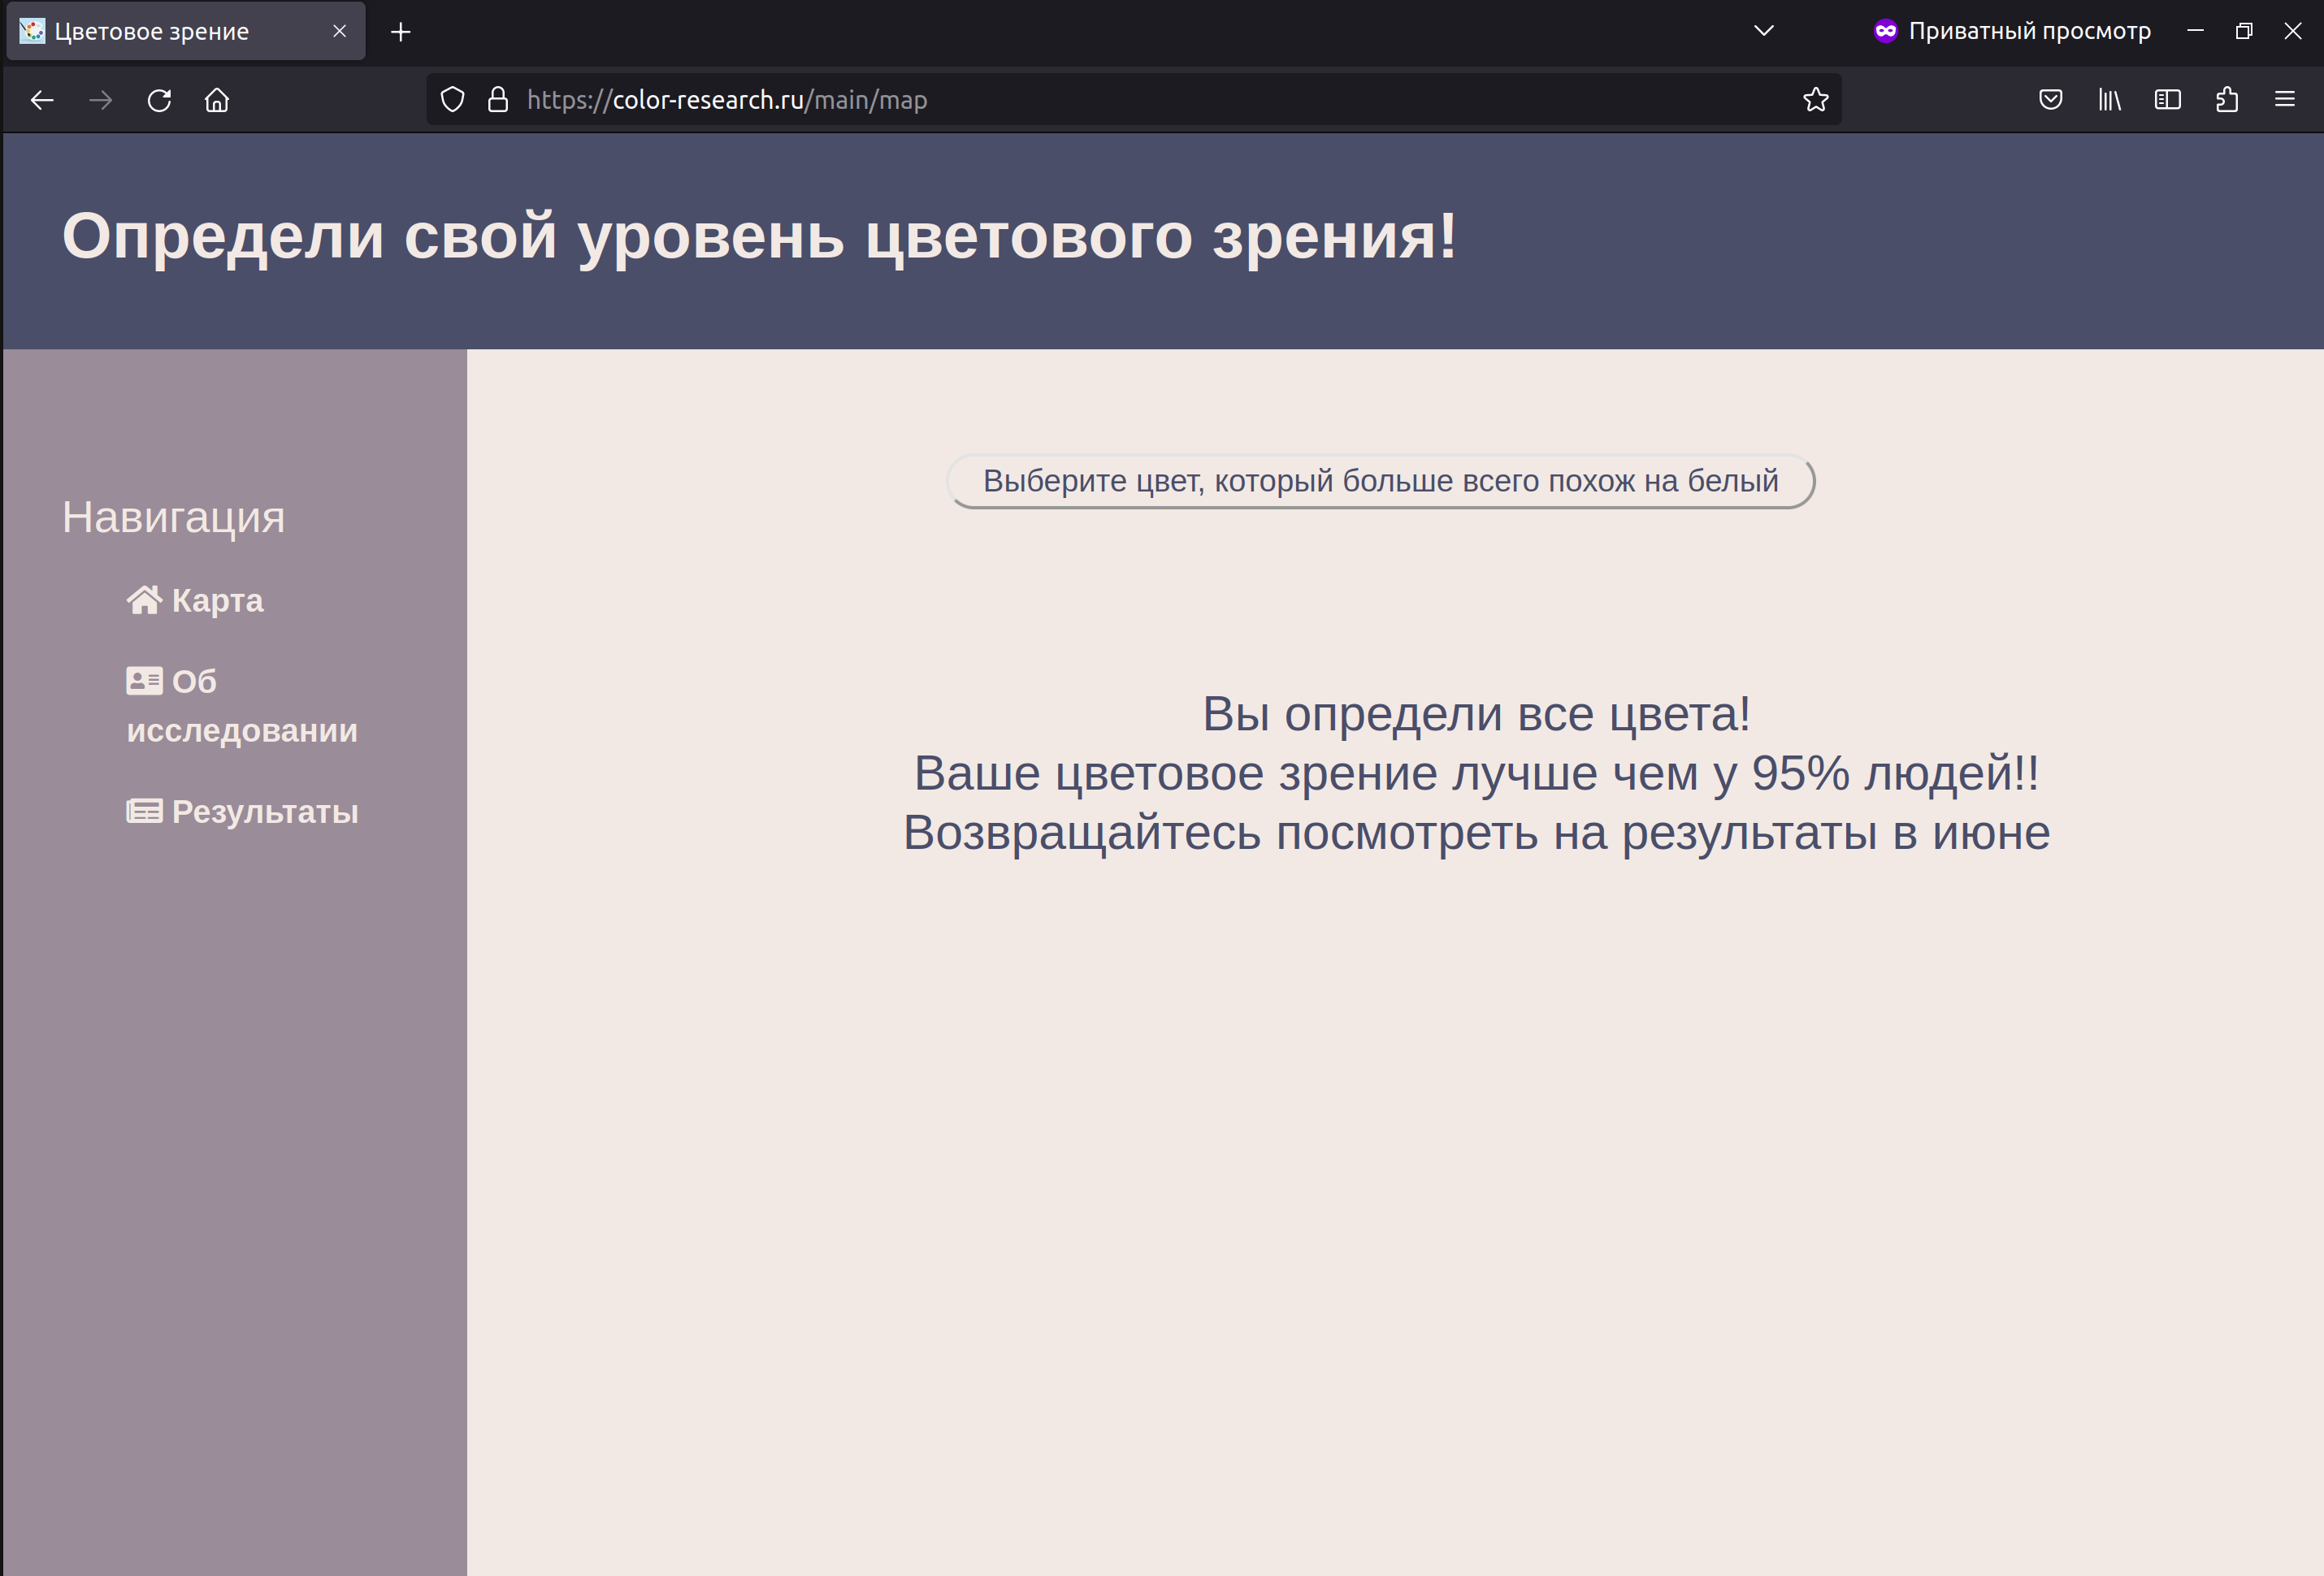 Цветовое зрение
Приватный просмотр
https://color-research.ru/main/map
Определи свой уровень цветового зрения!
Навигация
Карта
Об
исследовании
Результаты
Выберите цвет, который больше всего похож на белый
Вы определи все цвета!
Ваше цветовое зрение лучше чем у 95% людей!!
Возвращайтесь посмотреть на результаты в июне